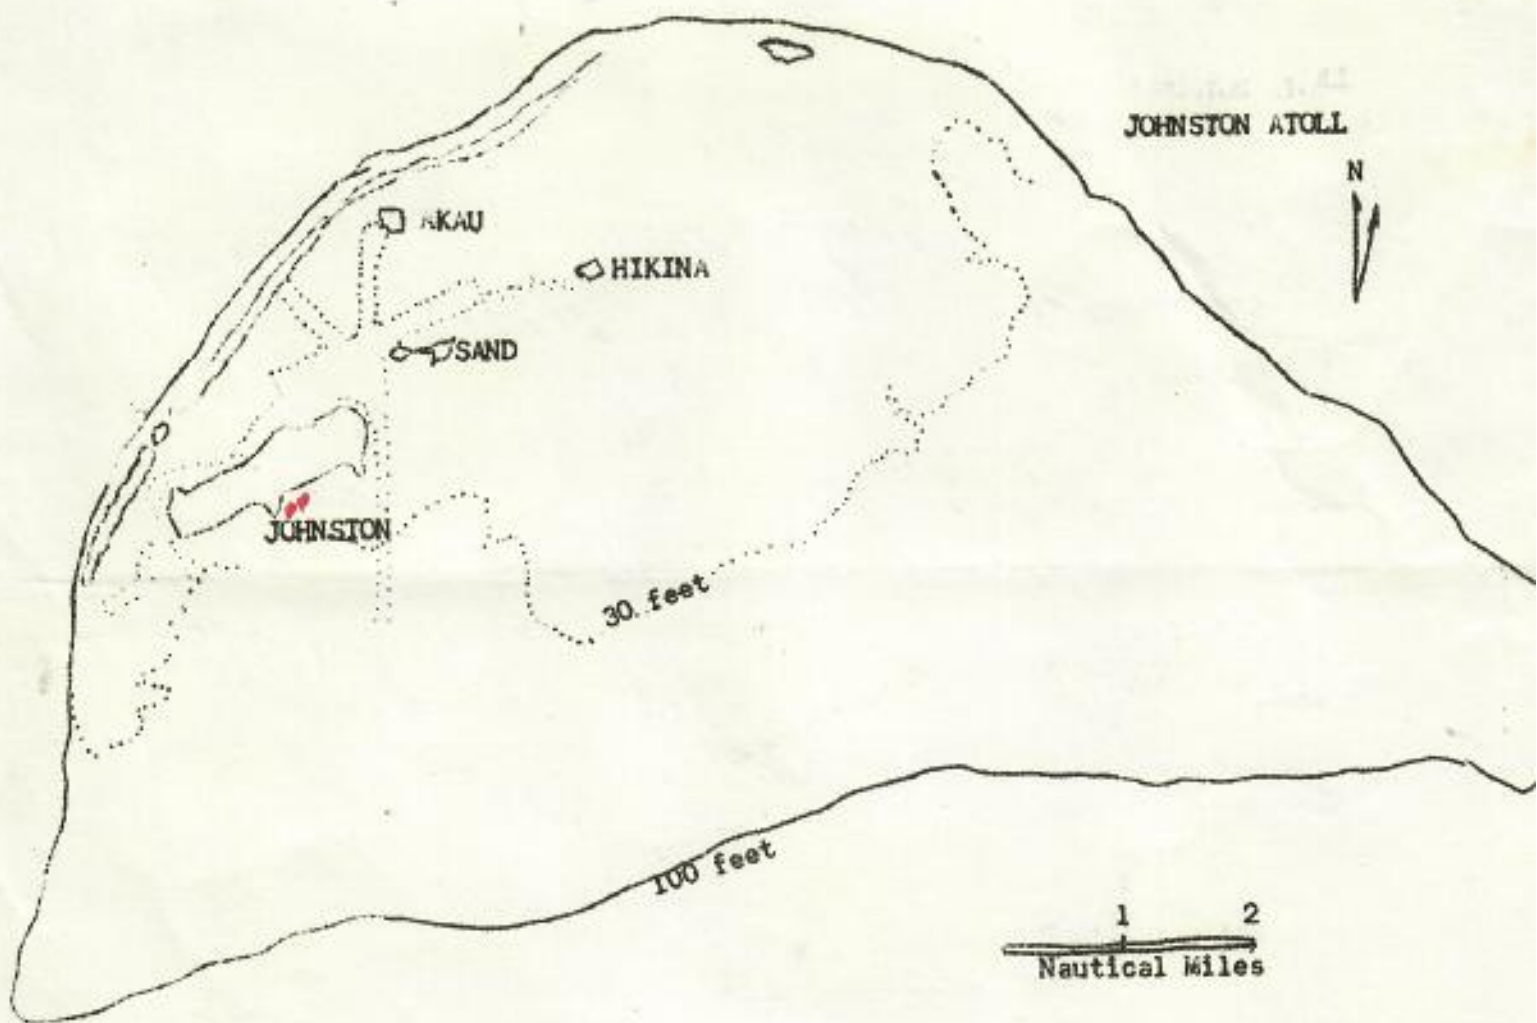 JOHNSTON ATOLL
N
AKAU
HIKINA
SAND
JOHNSTON
30 feet
100 feet
1 2
Nautical Miles